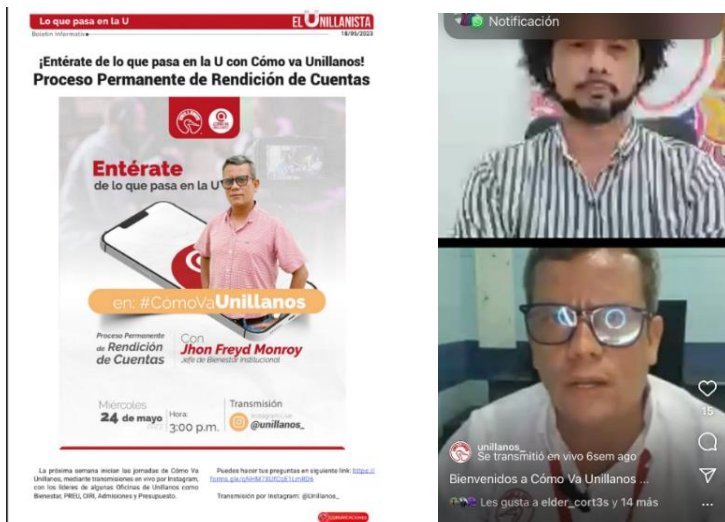 Lo que pasa en la U
EL ÜNILLANISTA
Boletín Informativo
18/05/2023
¡Entérate de lo que pasa en la U con Cómo va Unillanos!
Proceso Permanente de Rendición de Cuentas
Entérate
de lo que pasa en la U
en: #CómoVaUnillanos
Proceso Permanente
de Rendición
de Cuentas
Con
Jhon Freyd Monroy
Jefe de Bienestar Institucional
Miércoles
24 de mayo
Hora:
3:00 p.m.
Transmisión
@unillanos_
La próxima semana inician las jornadas de Cómo Va
Unillanos, mediante transmisiones en vivo por Instagram,
con los líderes de algunas Oficinas de Unillanos como
Bienestar, PREU, OIRI, Admisiones y Presupuesto.
Puedes hacer tus preguntas en siguiente link: https://
Transmisión por Instagram: @Unillanos_
COMUNICACIONES
Notificación
15
unillanos_
Se transmitió en vivo 6sem ago
Bienvenidos a Cómo Va Unillanos ...
Les gusta a elder_cort3s y 14 más